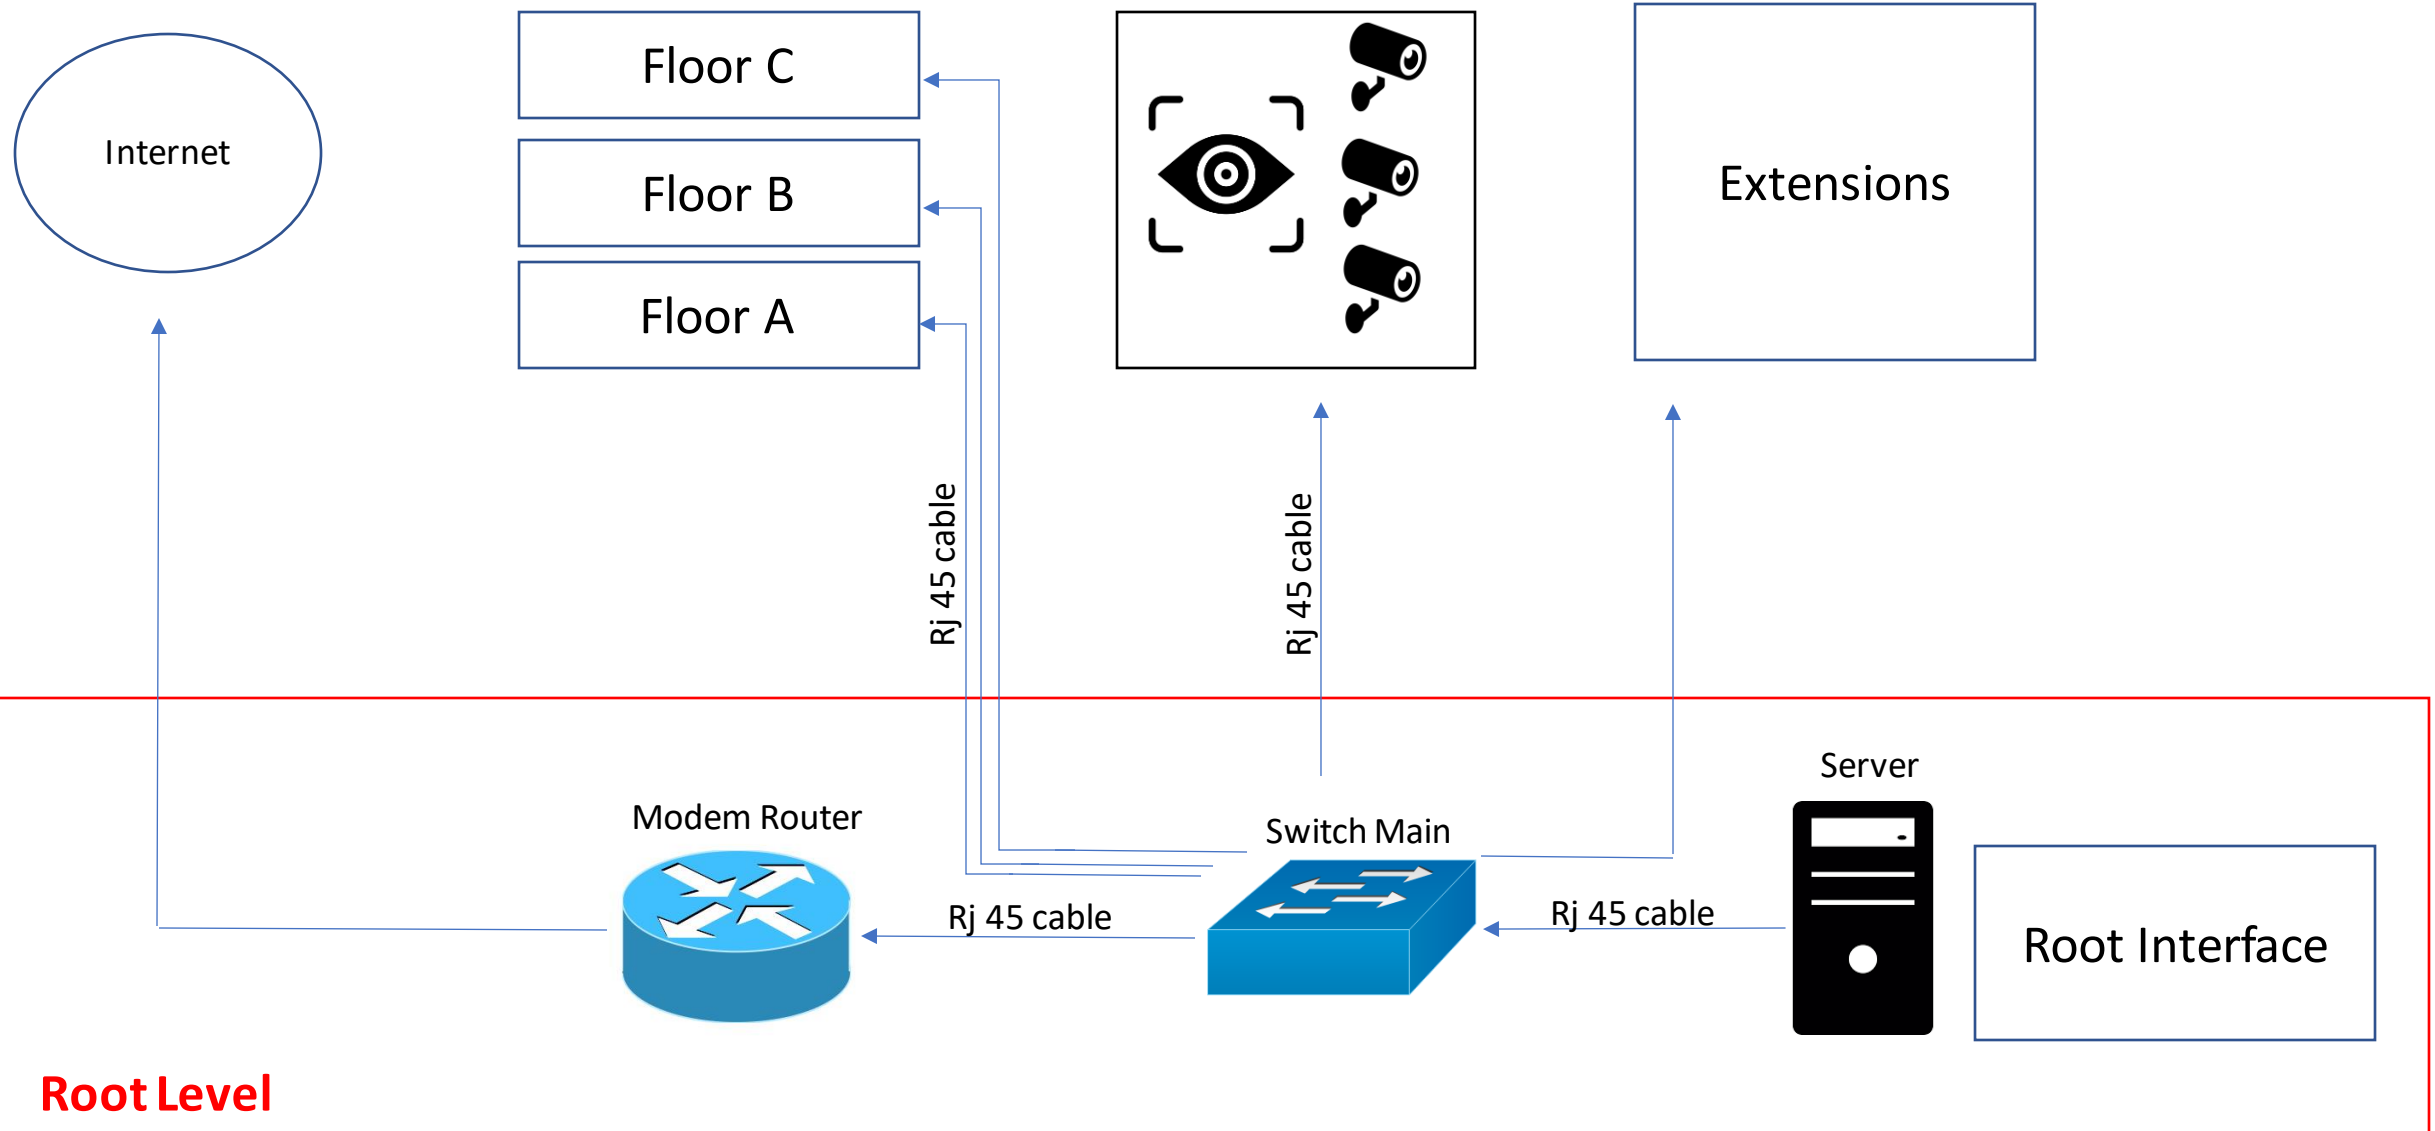 Internet
Floor C
Floor B
Floor A
Extensions
Rj 45 cable
Rj 45 cable
Server
Modem Router
Switch Main
Rj 45 cable
Rj 45 cable
Root Interface
Root Level